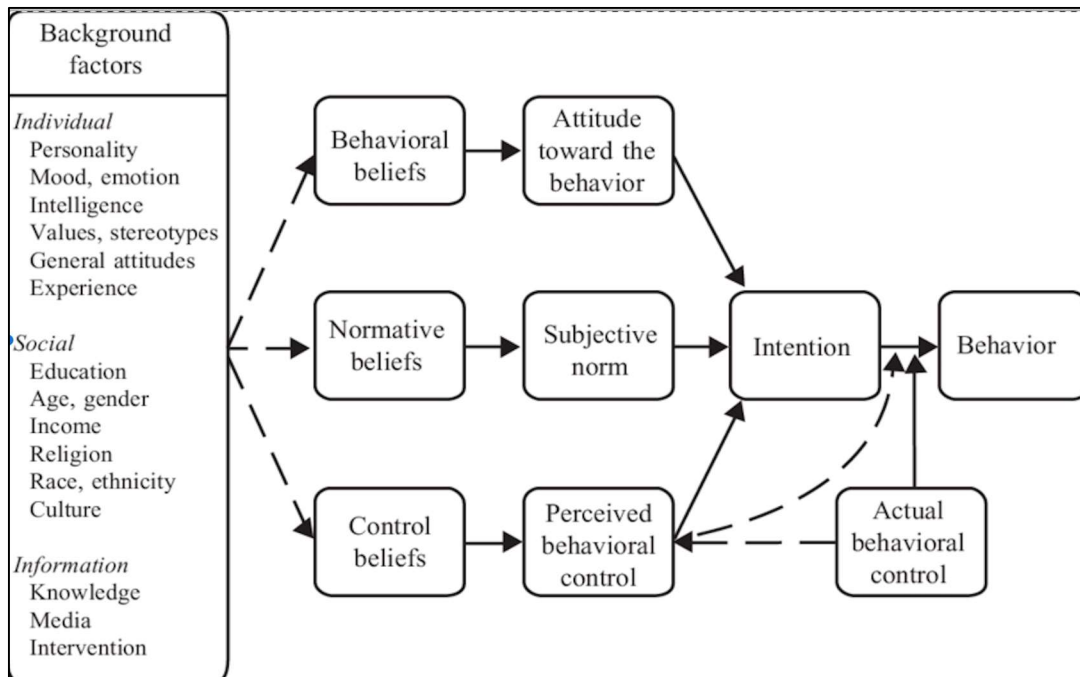 Background
factors
Individual
Personality
Mood, emotion
Intelligence
Values, stereotypes
General attitudes
Experience
Social
Education
Age, gender
Income
Religion
Race, ethnicity
Culture
Information
Knowledge
Media
Intervention
Behavioral
beliefs
Attitude
toward the
behavior
Normative
beliefs
Subjective
norm
Intention
Behavior
Control
beliefs
Perceived
behavioral
control
Actual
behavioral
control